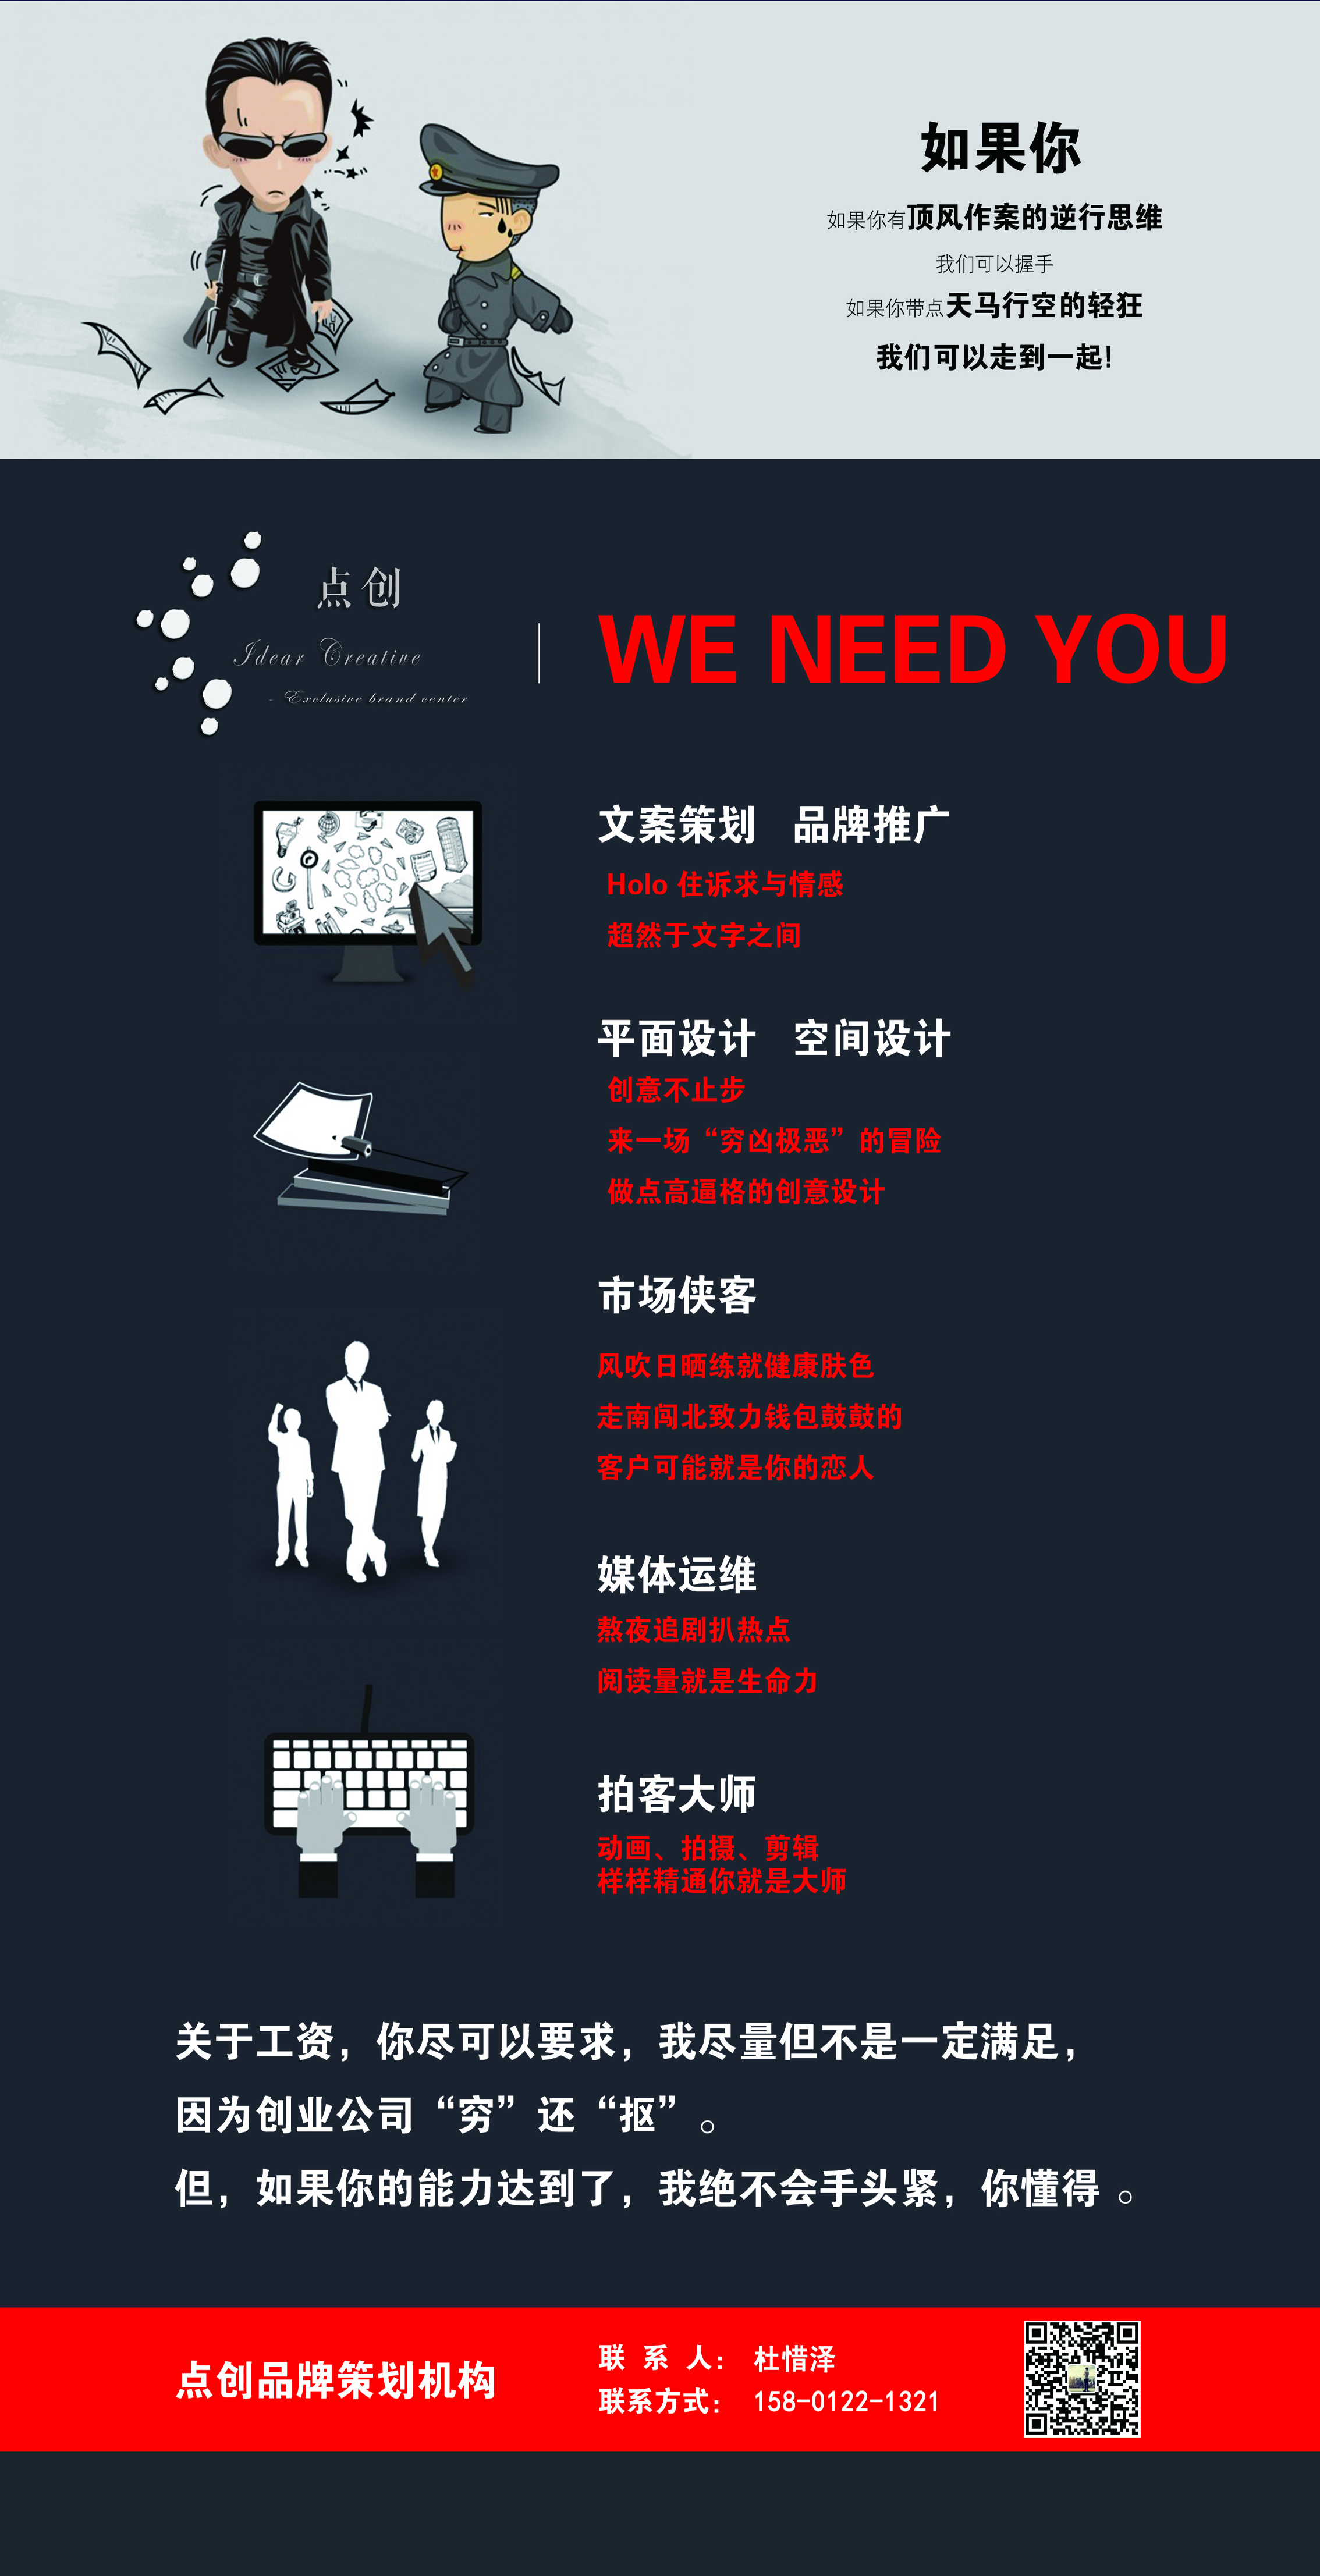 如果你
如果你有顶风作案的逆行思维
我们可以握手
如果你带点天马行空的轻狂
我们可以走到一起!
点创
Idear Creative
- Exclusive brand center
WE NEED YOU
文案策划 品牌推广
Holo 住诉求与情感
超然于文字之间
平面设计 空间设计
创意不止步
来一场“穷凶极恶”的冒险
做点高逼格的创意设计
市场侠客
风吹日晒练就健康肤色
走南闯北致力钱包鼓鼓的
客户可能就是你的恋人
媒体运维
熬夜追剧扒热点
阅读量就是生命力
拍客大师
动画、拍摄、剪辑
样样精通你就是大师
关于工资，你尽可以要求，我尽量但不是一定满足，
因为创业公司“穷”还“抠”。
但，如果你的能力达到了，我绝不会手头紧，你懂得 。
点创品牌策划机构
联 系 人： 杜惜泽
联系方式： 158-0122-1321